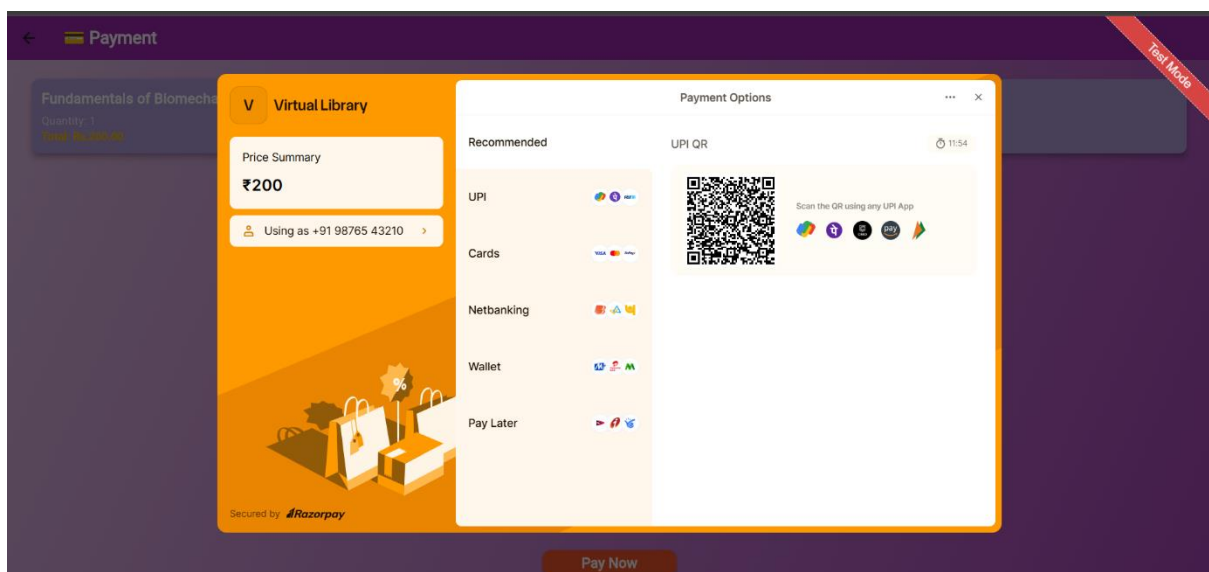 Payment
Test Mode
Fundamentals of Biomecha
Quantity: 1
V Virtual Library
Price Summary
₹200
Using as +91 98765 43210
Secured by Razorpay
Payment Options
Recommended
UPI
Cards
VISA
Netbanking
Wallet
Pay Later
UPI QR
11:54
Scan the QR using any UPI App
pay
Pay Now